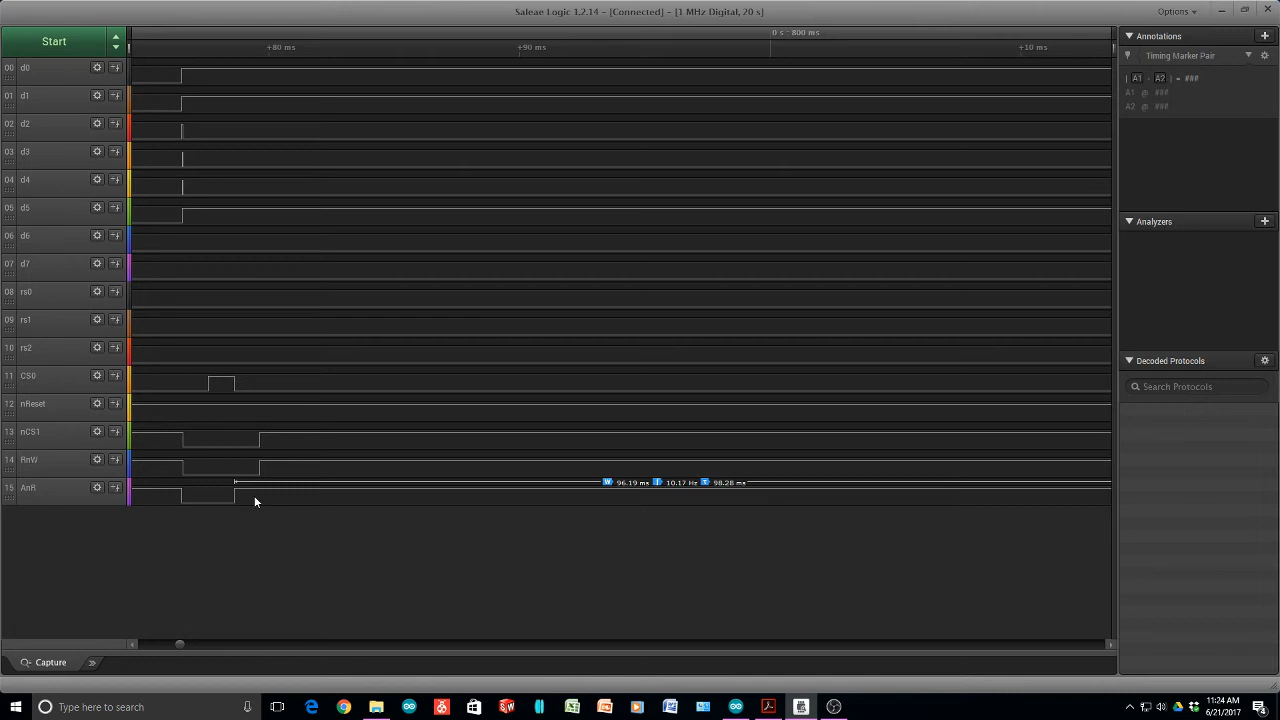 Saleae Logic 1.2.14 - [Connected] - [1 MHz Digital, 20 s]
Options
Start
0 s : 800 ms
+80 ms
+90 ms
+10 ms
00 d0
01 d1
02 d2
03 d3
04 d4
05 d5
06 d6
07 d7
08 rs0
09 rs1
10 rs2
11 CS0
12 nReset
13 nCS1
14 RnW
15 AnR
W 96.19 ms f 10.17 Hz T 98.28 ms
Annotations
Timing Marker Pair
| A1 - A2 | = ###
A1 @ ###
A2 @ ###
Analyzers
Decoded Protocols
Search Protocols
Capture
Type here to search
11:24 AM
6/21/2017